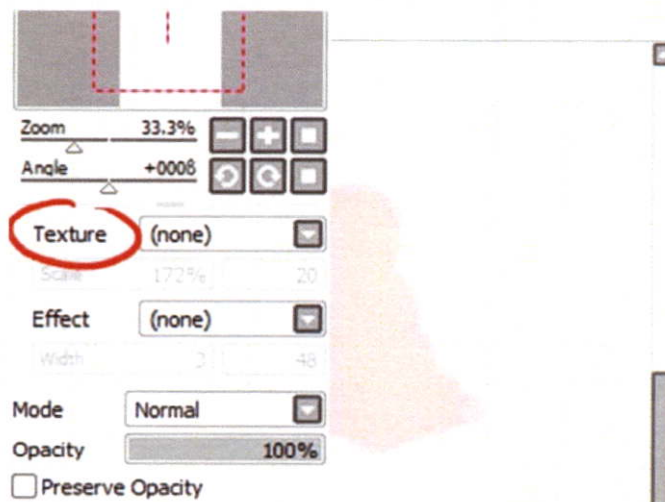 Zoom 33.3%
Angle +0008
Texture (none)
Scale 172% 20
Effect (none)
Width 3 48
Mode Normal
Opacity 100%
Preserve Opacity